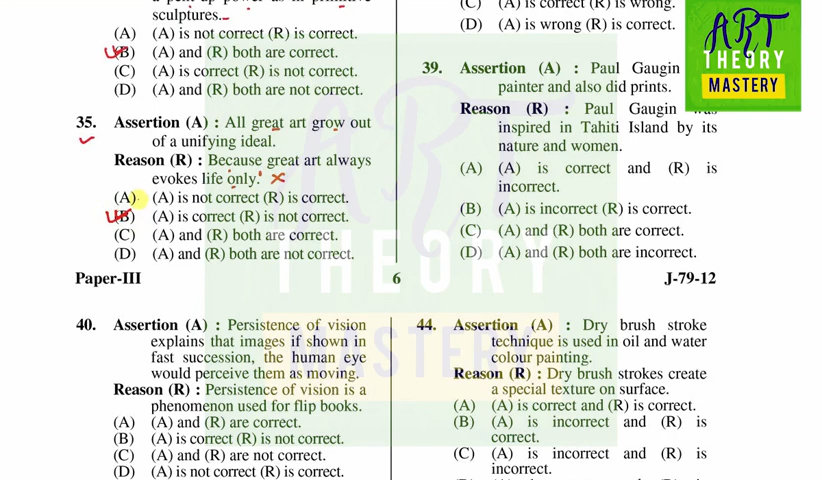 a pent-up power as in primitive
sculptures.
(A) (A) is not correct (R) is correct.
(B) (A) and (R) both are correct.
(C) (A) is correct (R) is not correct.
(D) (A) and (R) both are not correct.
35. Assertion (A) : All great art grow out
of a unifying ideal.
Reason (R) : Because great art always
evokes life only.
(A) (A) is not correct (R) is correct.
(B) (A) is correct (R) is not correct.
(C) (A) and (R) both are correct.
(D) (A) and (R) both are not correct.
(C) (A) is correct (R) is wrong.
(D) (A) is wrong (R) is correct.
39. Assertion (A) : Paul Gaugin
painter and also did prints.
Reason (R) : Paul Gaugin was
inspired in Tahiti Island by its
nature and women.
(A) (A) is correct and (R) is
incorrect.
(B) (A) is incorrect (R) is correct.
(C) (A) and (R) both are correct.
(D) (A) and (R) both are incorrect.
Paper-III 6 J-79-12
40. Assertion (A) : Persistence of vision
explains that images if shown in
fast succession, the human eye
would perceive them as moving.
Reason (R) : Persistence of vision is a
phenomenon used for flip books.
(A) (A) and (R) are correct.
(B) (A) is correct (R) is not correct.
(C) (A) and (R) are not correct.
(D) (A) is not correct (R) is correct.
44. Assertion (A) : Dry brush stroke
technique is used in oil and water
colour painting.
Reason (R) : Dry brush strokes create
a special texture on surface.
(A) (A) is correct and (R) is correct.
(B) (A) is incorrect and (R) is
correct.
(C) (A) is incorrect and (R) is
incorrect.
ART
THEORY
MASTERY
ART
THEORY
MASTERY